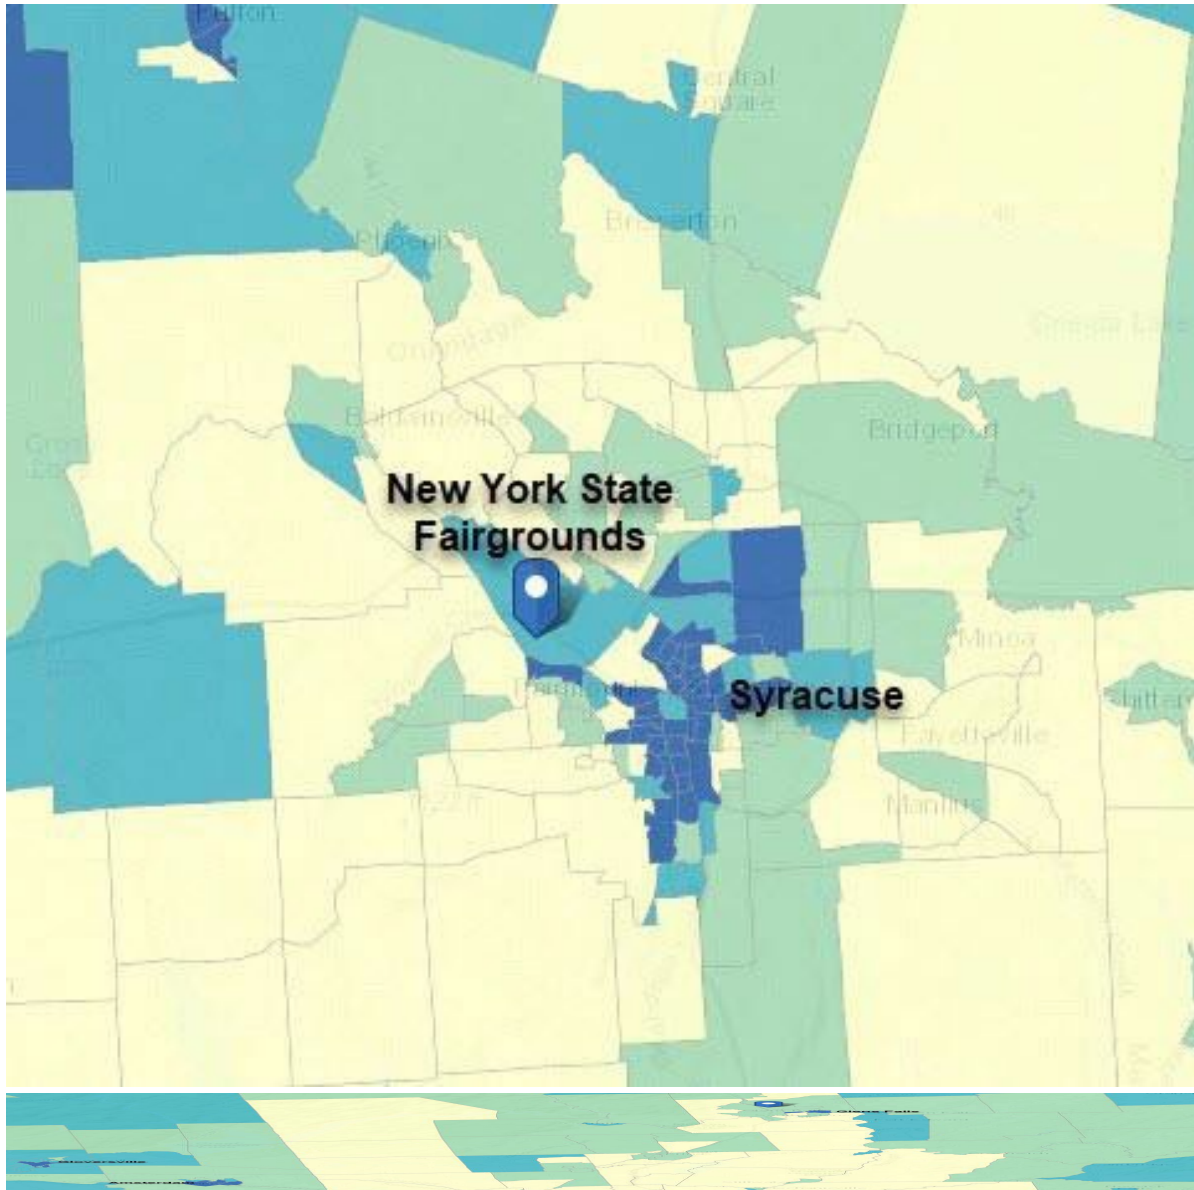 Fulton
Central
Square
Brewerton
Phoenix
Onondaga
Baldwinsville
Bridgeport
New York State
Fairgrounds
Minoa
Syracuse
Fayetteville
Manlius
Glens Falls
Gloversville
Amsterdam